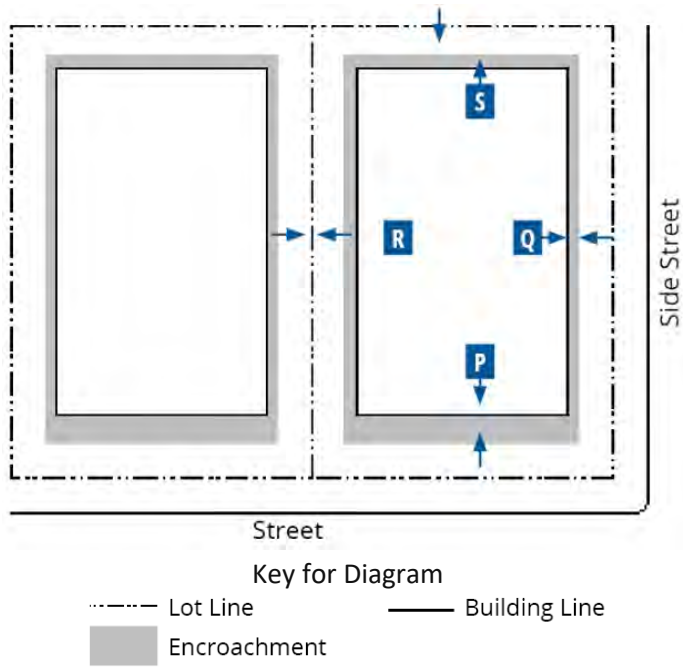 S
R
Q
P
Side Street
Street
Key for Diagram
Lot Line
Building Line
Encroachment